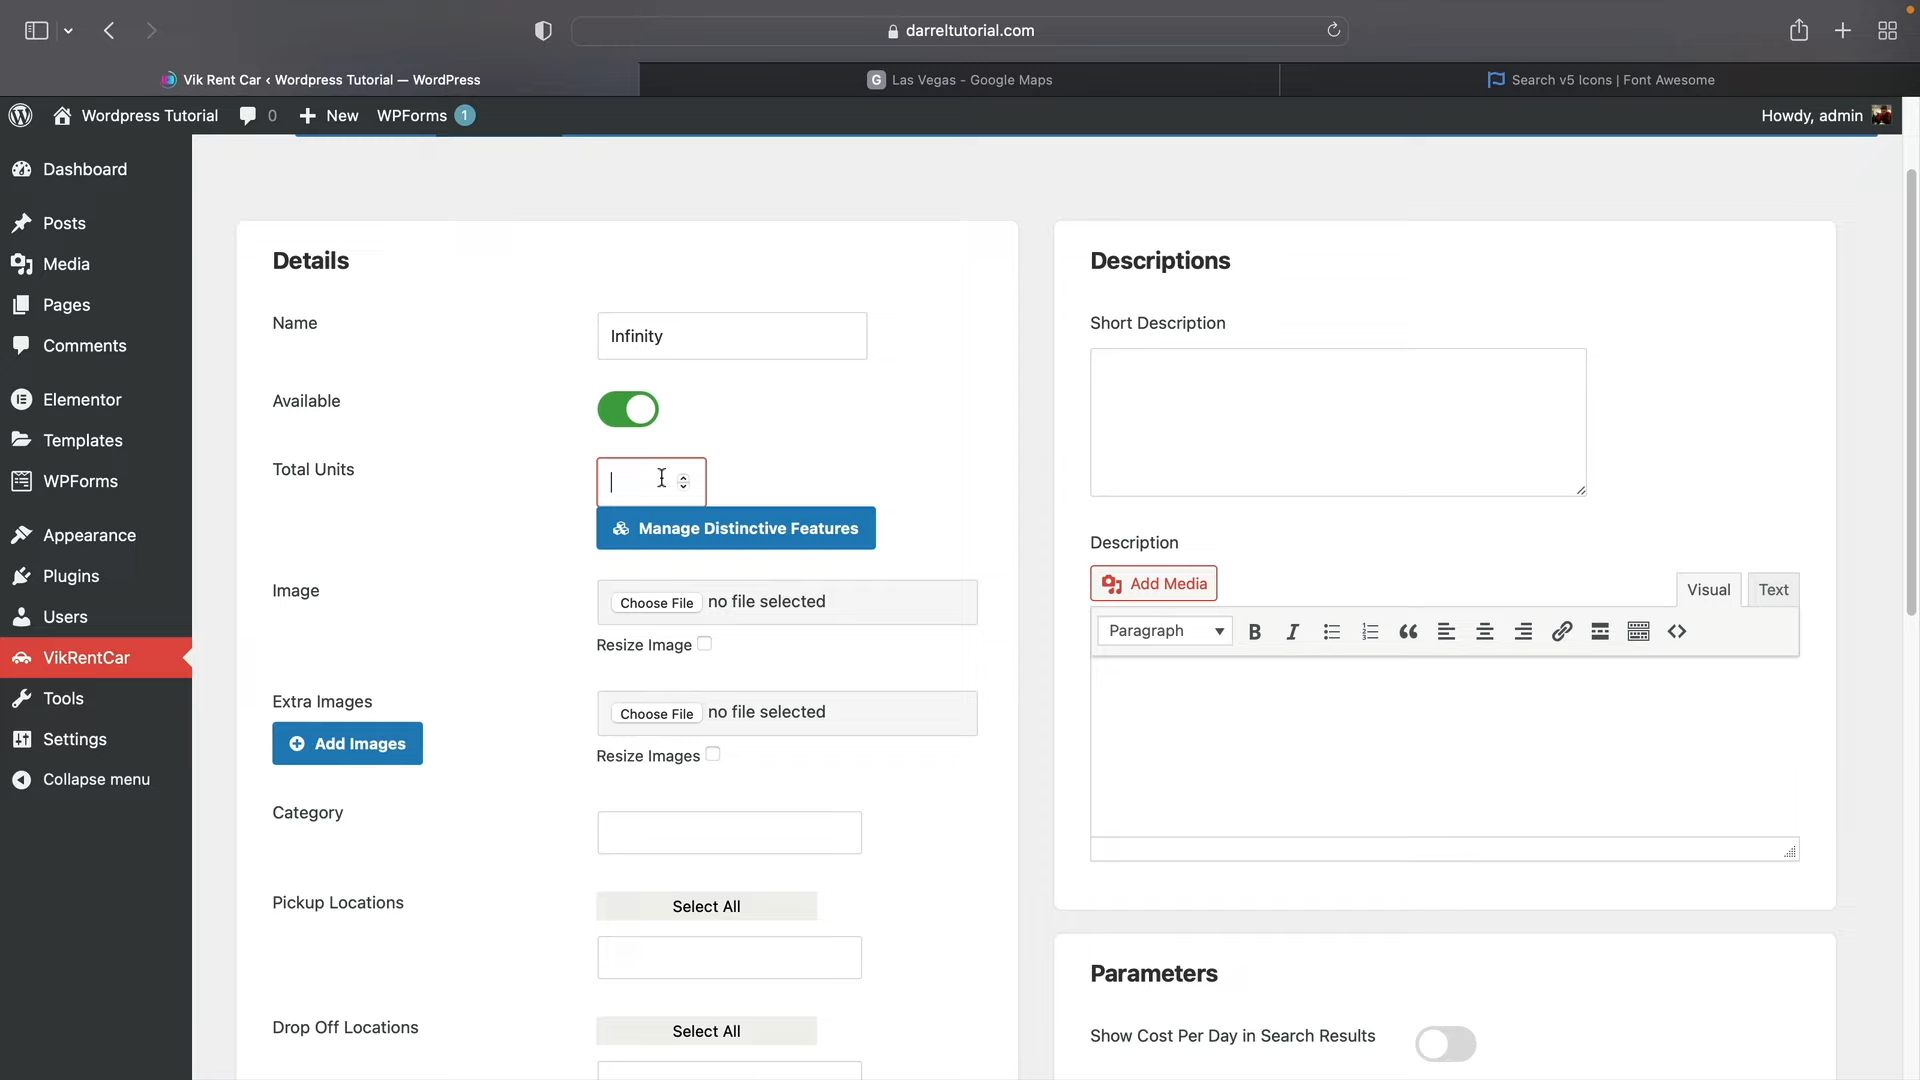 darreltutorial.com
Vik Rent Car ‹ Wordpress Tutorial — WordPress
G Las Vegas - Google Maps
Search v5 Icons | Font Awesome
Wordpress Tutorial
0
New
WPForms 1
Howdy, admin
Dashboard
Posts
Media
Pages
Comments
Elementor
Templates
WPForms
Appearance
Plugins
Users
VikRentCar
Tools
Settings
Collapse menu
Details
Name
Infinity
Available
Total Units
Manage Distinctive Features
Image
Choose File no file selected
Resize Image
Extra Images
Add Images
Choose File no file selected
Resize Images
Category
Pickup Locations
Select All
Drop Off Locations
Select All
Descriptions
Short Description
Description
Add Media
Visual Text
Paragraph
Parameters
Show Cost Per Day in Search Results